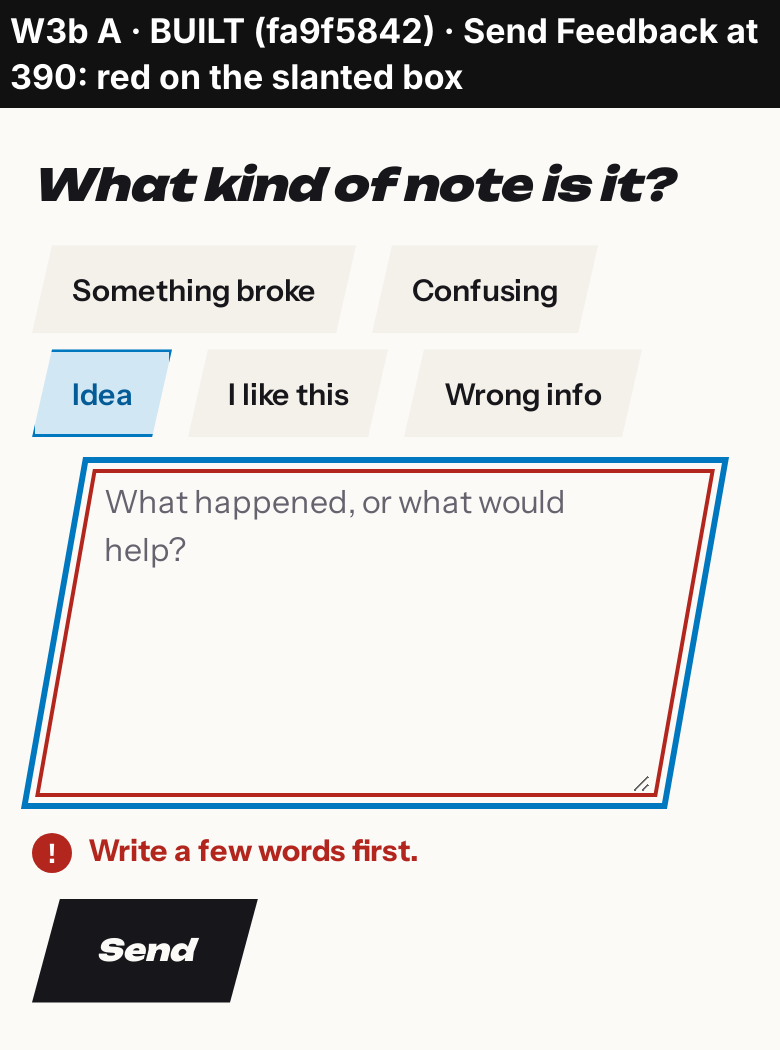 W3b A · BUILT (fa9f5842) · Send Feedback at
390: red on the slanted box
What kind of note is it?
Something broke
Confusing
Idea
I like this
Wrong info
What happened, or what would
help?
! Write a few words first.
Send